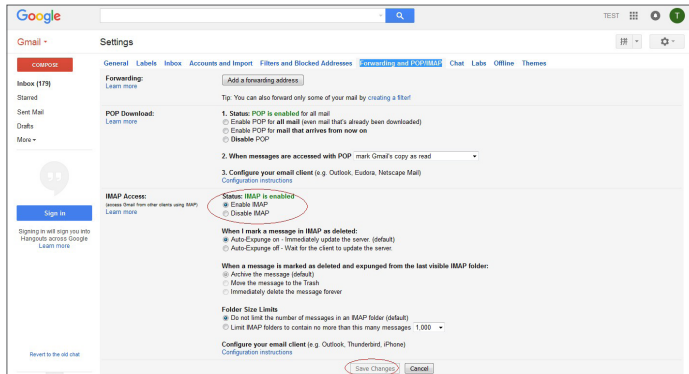 Google
TEST
T
Gmail
Settings
拼
COMPOSE
General Labels Inbox Accounts and Import Filters and Blocked Addresses Forwarding and POP/IMAP Chat Labs Offline Themes
Inbox (179)
Starred
Sent Mail
Drafts
More
Forwarding:
Learn more
Add a forwarding address
Tip: You can also forward only some of your mail by creating a filter!
POP Download:
Learn more
1. Status: POP is enabled for all mail
Enable POP for all mail (even mail that's already been downloaded)
Enable POP for mail that arrives from now on
Disable POP
2. When messages are accessed with POP mark Gmail's copy as read
3. Configure your email client (e.g. Outlook, Eudora, Netscape Mail)
Configuration instructions
Sign in
Signing in will sign you into
Hangouts across Google
Learn more
IMAP Access:
(access Gmail from other clients using IMAP)
Learn more
Status: IMAP is enabled
Enable IMAP
Disable IMAP
When I mark a message in IMAP as deleted:
Auto-Expunge on - Immediately update the server. (default)
Auto-Expunge off - Wait for the client to update the server.
When a message is marked as deleted and expunged from the last visible IMAP folder:
Archive the message (default)
Move the message to the Trash
Immediately delete the message forever
Folder Size Limits
Do not limit the number of messages in an IMAP folder (default)
Limit IMAP folders to contain no more than this many messages 1,000
Configure your email client (e.g. Outlook, Thunderbird, iPhone)
Configuration instructions
Revert to the old chat
Save Changes Cancel